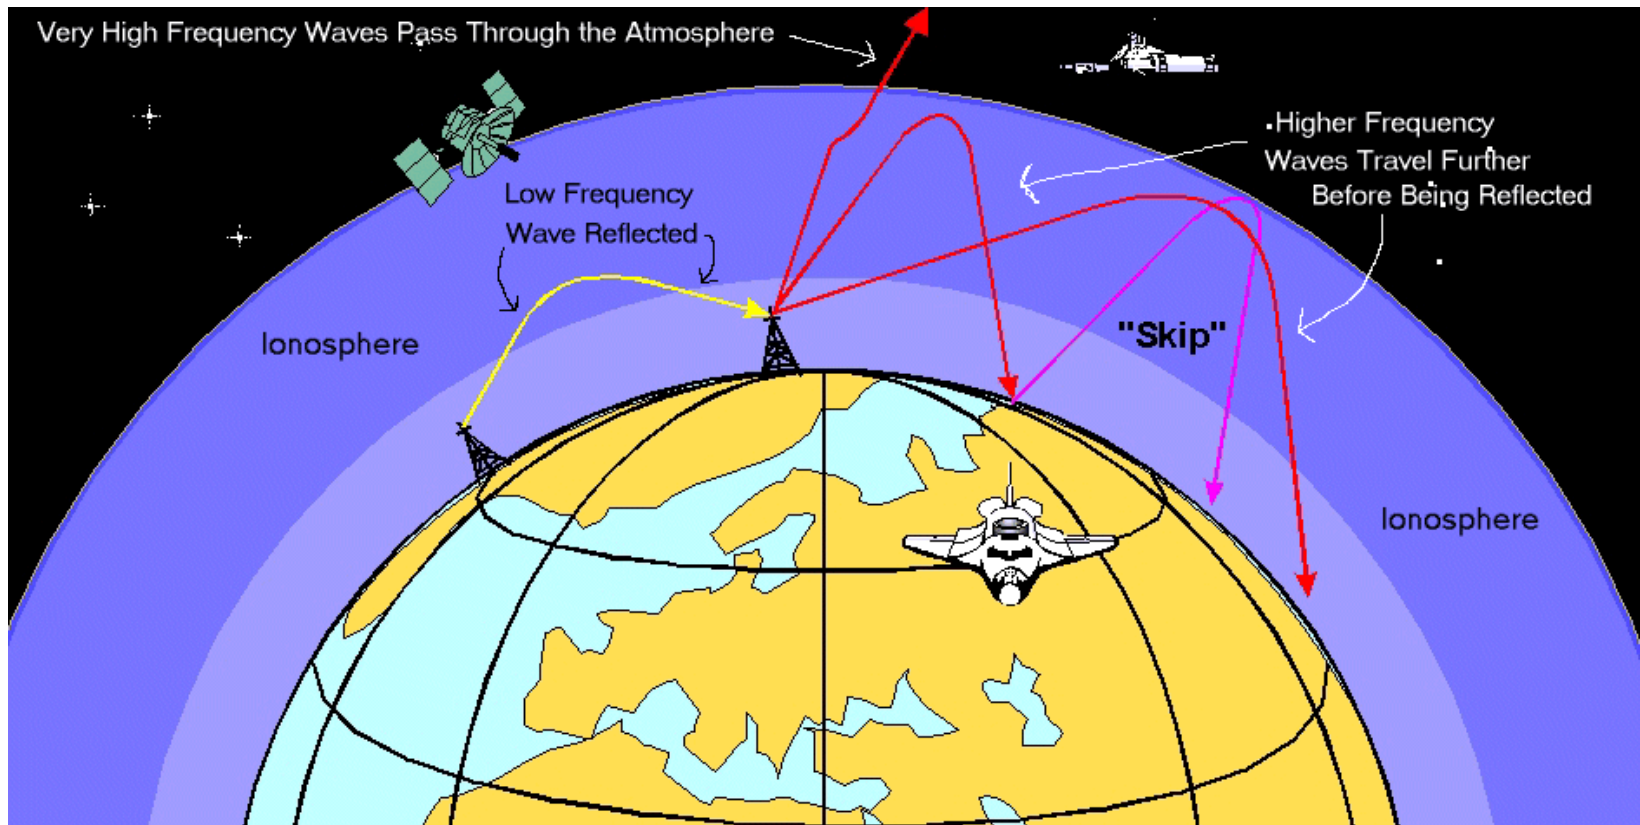 Very High Frequency Waves Pass Through the Atmosphere
Higher Frequency
Waves Travel Further
Before Being Reflected
Low Frequency
Wave Reflected
Ionosphere
"Skip"
Ionosphere